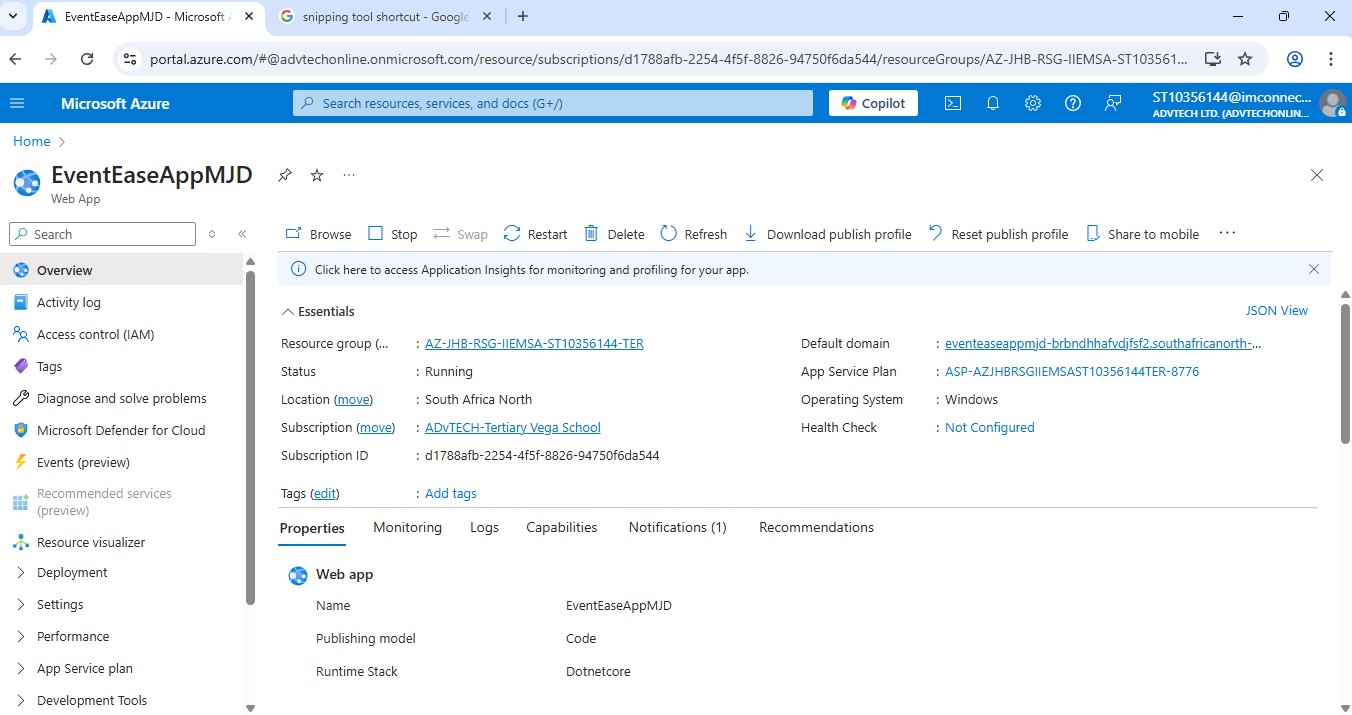 EventEaseAppMJD - Microsoft A
snipping tool shortcut - Google
portal.azure.com/#@advtechonline.onmicrosoft.com/resource/subscriptions/d1788afb-2254-4f5f-8826-94750f6da544/resourceGroups/AZ-JHB-RSG-IIEMSA-ST103561...
Microsoft Azure
Search resources, services, and docs (G+/)
Copilot
ST10356144@imconnec...
ADVTECH LTD. (ADVTECHONLIN...
Home
EventEaseAppMJD
Web App
Search
Browse
Stop
Swap
Restart
Delete
Refresh
Download publish profile
Reset publish profile
Share to mobile
Click here to access Application Insights for monitoring and profiling for your app.
Overview
Activity log
Access control (IAM)
Tags
Diagnose and solve problems
Microsoft Defender for Cloud
Events (preview)
Recommended services
(preview)
Resource visualizer
Deployment
Settings
Performance
App Service plan
Development Tools
Essentials
JSON View
Resource group (... : AZ-JHB-RSG-IIEMSA-ST10356144-TER
Status : Running
Location (move) : South Africa North
Subscription (move) : ADvTECH-Tertiary Vega School
Subscription ID : d1788afb-2254-4f5f-8826-94750f6da544
Tags (edit) : Add tags
Default domain : eventeaseappmjd-brbndhhafvdjfsf2.southafricanorth-...
App Service Plan : ASP-AZJHBRSGIIEMSAST10356144TER-8776
Operating System : Windows
Health Check : Not Configured
Properties
Monitoring
Logs
Capabilities
Notifications (1)
Recommendations
Web app
Name EventEaseAppMJD
Publishing model Code
Runtime Stack Dotnetcore